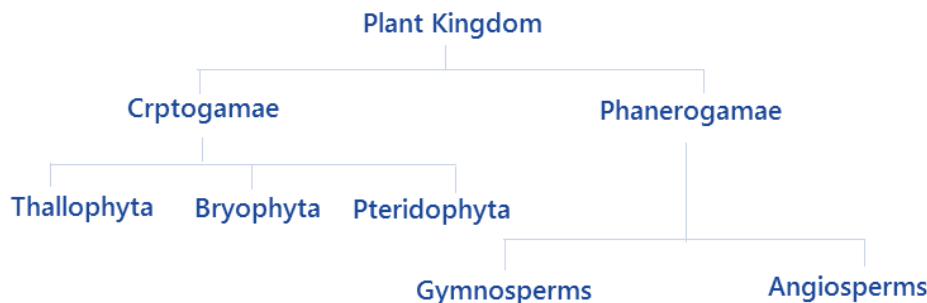 Plant Kingdom
Crptogamae
Phanerogamae
Thallophyta
Bryophyta
Pteridophyta
Gymnosperms
Angiosperms